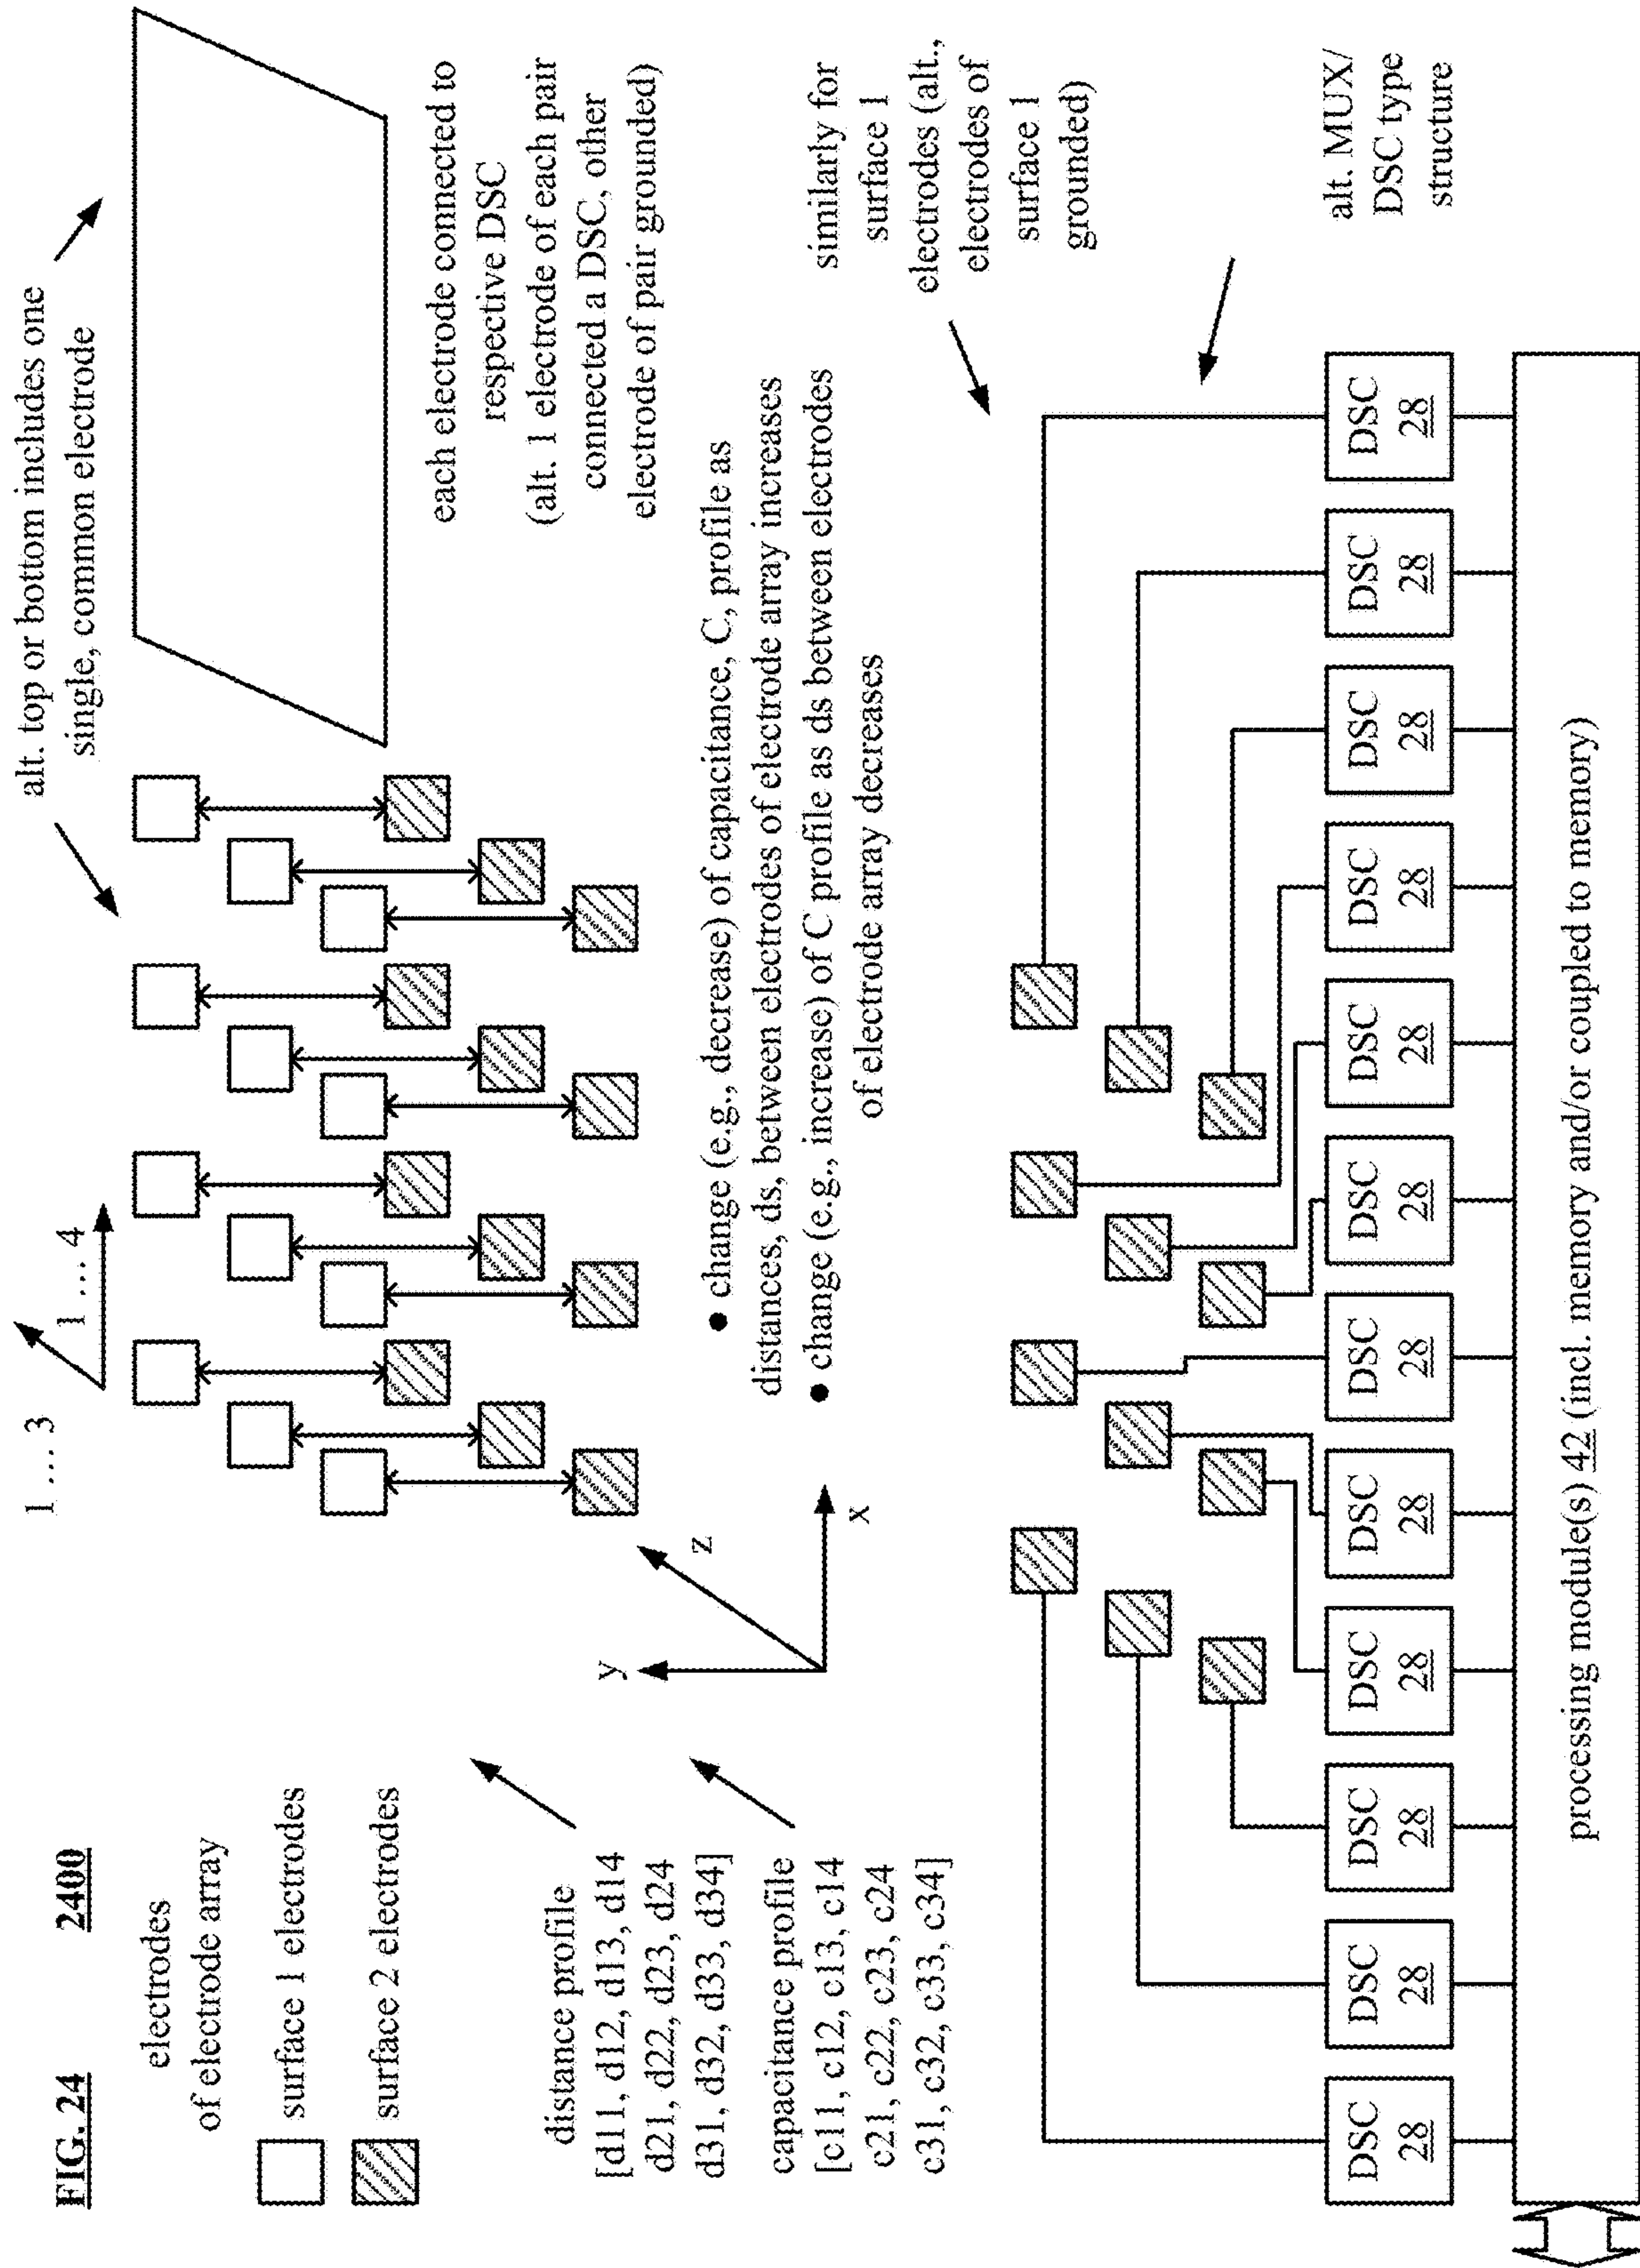 FIG. 24 2400
electrodes
of electrode array
surface 1 electrodes
surface 2 electrodes
distance profile
[d11, d12, d13, d14
d21, d22, d23, d24
d31, d32, d33, d34]
capacitance profile
[c11, c12, c13, c14
c21, c22, c23, c24
c31, c32, c33, c34]
1 ... 3
1 ... 4
y
z
x
alt. top or bottom includes one
single, common electrode
each electrode connected to
respective DSC
(alt. 1 electrode of each pair
connected a DSC, other
electrode of pair grounded)
● change (e.g., decrease) of capacitance, C, profile as
distances, ds, between electrodes of electrode array increases
● change (e.g., increase) of C profile as ds between electrodes
of electrode array decreases
similarly for
surface 1
electrodes (alt.,
electrodes of
surface 1
grounded)
alt. MUX/
DSC type
structure
DSC
28
DSC
28
DSC
28
DSC
28
DSC
28
DSC
28
DSC
28
DSC
28
DSC
28
DSC
28
DSC
28
DSC
28
processing module(s) 42 (incl. memory and/or coupled to memory)